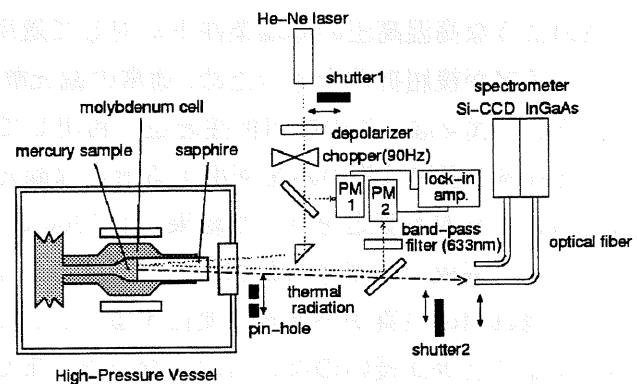 He-Ne laser
shutter1
spectrometer
Si-CCD InGaAs
molybdenum cell
mercury sample
sapphire
depolarizer
chopper(90Hz)
PM
1
PM
2
lock-in
amp.
band-pass
filter (633nm)
optical fiber
thermal
radiation
pin-hole
shutter2
High-Pressure Vessel